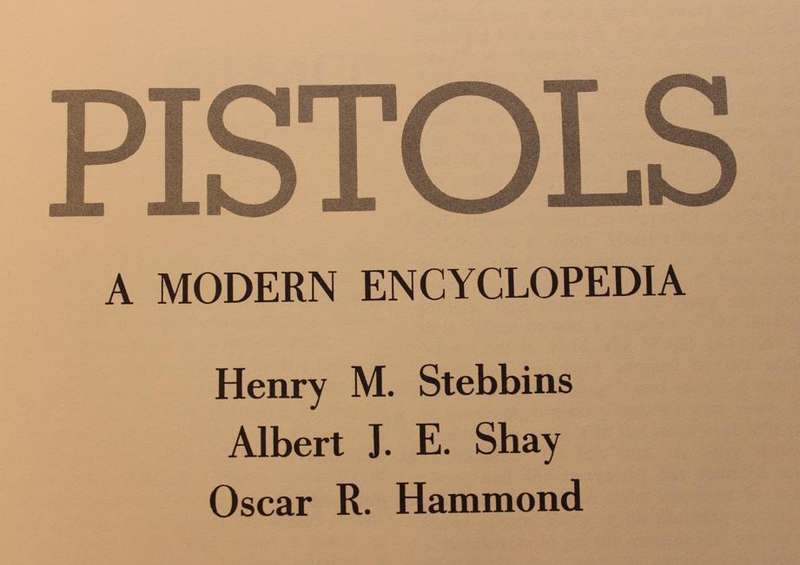 PISTOLS
A MODERN ENCYCLOPEDIA
Henry M. Stebbins
Albert J. E. Shay
Oscar R. Hammond